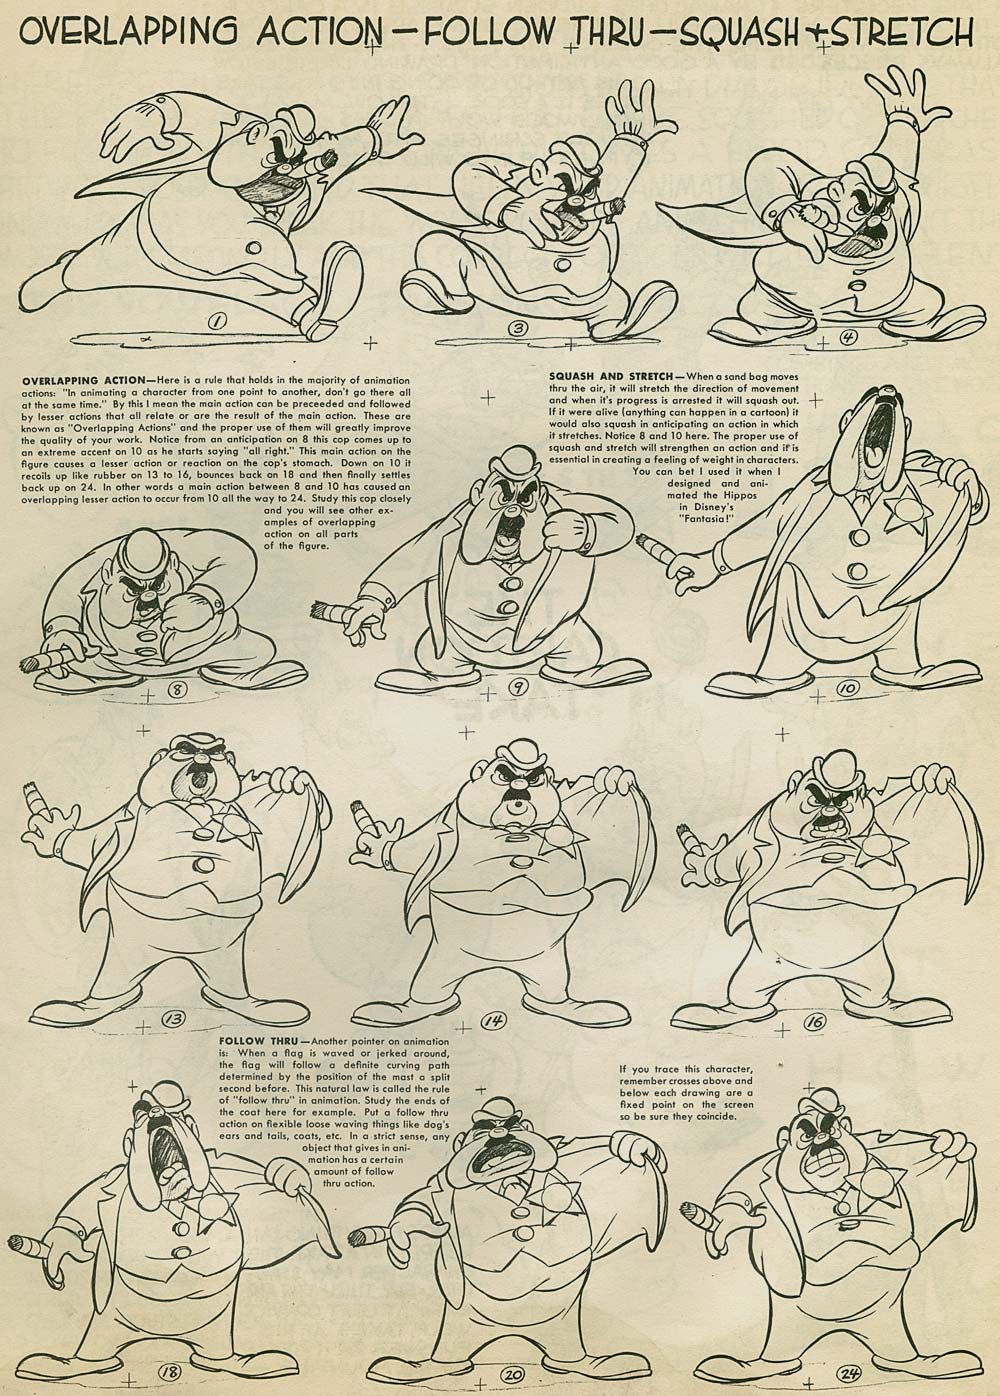 OVERLAPPING ACTION — FOLLOW THRU — SQUASH + STRETCH
1
3
4
OVERLAPPING ACTION—Here is a rule that holds in the majority of animation
actions: "In animating a character from one point to another, don't go there all
at the same time." By this I mean the main action can be preceeded and followed
by lesser actions that all relate or are the result of the main action. These are
known as "Overlapping Actions" and the proper use of them will greatly improve
the quality of your work. Notice from an anticipation on 8 this cop comes up to
an extreme accent on 10 as he starts saying "all right." This main action on the
figure causes a lesser action or reaction on the cop's stomach. Down on 10 it
recoils up like rubber on 13 to 16, bounces back on 18 and then finally settles
back up on 24. In other words a main action between 8 and 10 has caused an
overlapping lesser action to occur from 10 all the way to 24. Study this cop closely
and you will see other ex-
amples of overlapping
action on all parts
of the figure.
SQUASH AND STRETCH—When a sand bag moves
thru the air, it will stretch the direction of movement
and when it's progress is arrested it will squash out.
If it were alive (anything can happen in a cartoon) it
would also squash in anticipating an action in which
it stretches. Notice 8 and 10 here. The proper use of
squash and stretch will strengthen an action and if is
essential in creating a feeling of weight in characters.
You can bet I used it when I
designed and ani-
mated the Hippos
in Disney's
"Fantasia!"
8
9
10
13
14
16
FOLLOW THRU—Another pointer on animation
is: When a flag is waved or jerked around,
the flag will follow a definite curving path
determined by the position of the mast a split
second before. This natural law is called the rule
of "follow thru" in animation. Study the ends of
the coat here for example. Put a follow thru
action on flexible loose waving things like dog's
ears and tails, coats, etc. In a strict sense, any
object that gives in ani-
mation has a certain
amount of follow
thru action.
If you trace this character,
remember crosses above and
below each drawing are a
fixed point on the screen
so be sure they coincide.
18
20
24